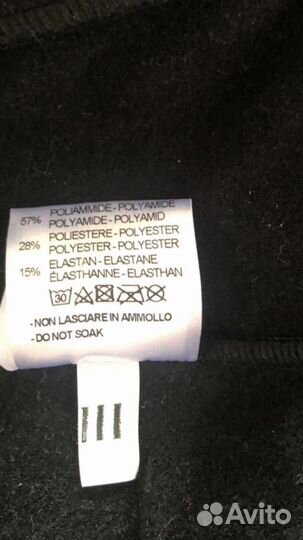 57% POLIAMMIDE - POLYAMIDE
POLYAMIDE - POLYAMID
28% POLIESTERE - POLYESTER
POLYESTER - POLYESTER
15% ELASTAN - ELASTANE
ÉLASTHANNE - ELASTHAN
30
- NON LASCIARE IN AMMOLLO
- DO NOT SOAK
Avito